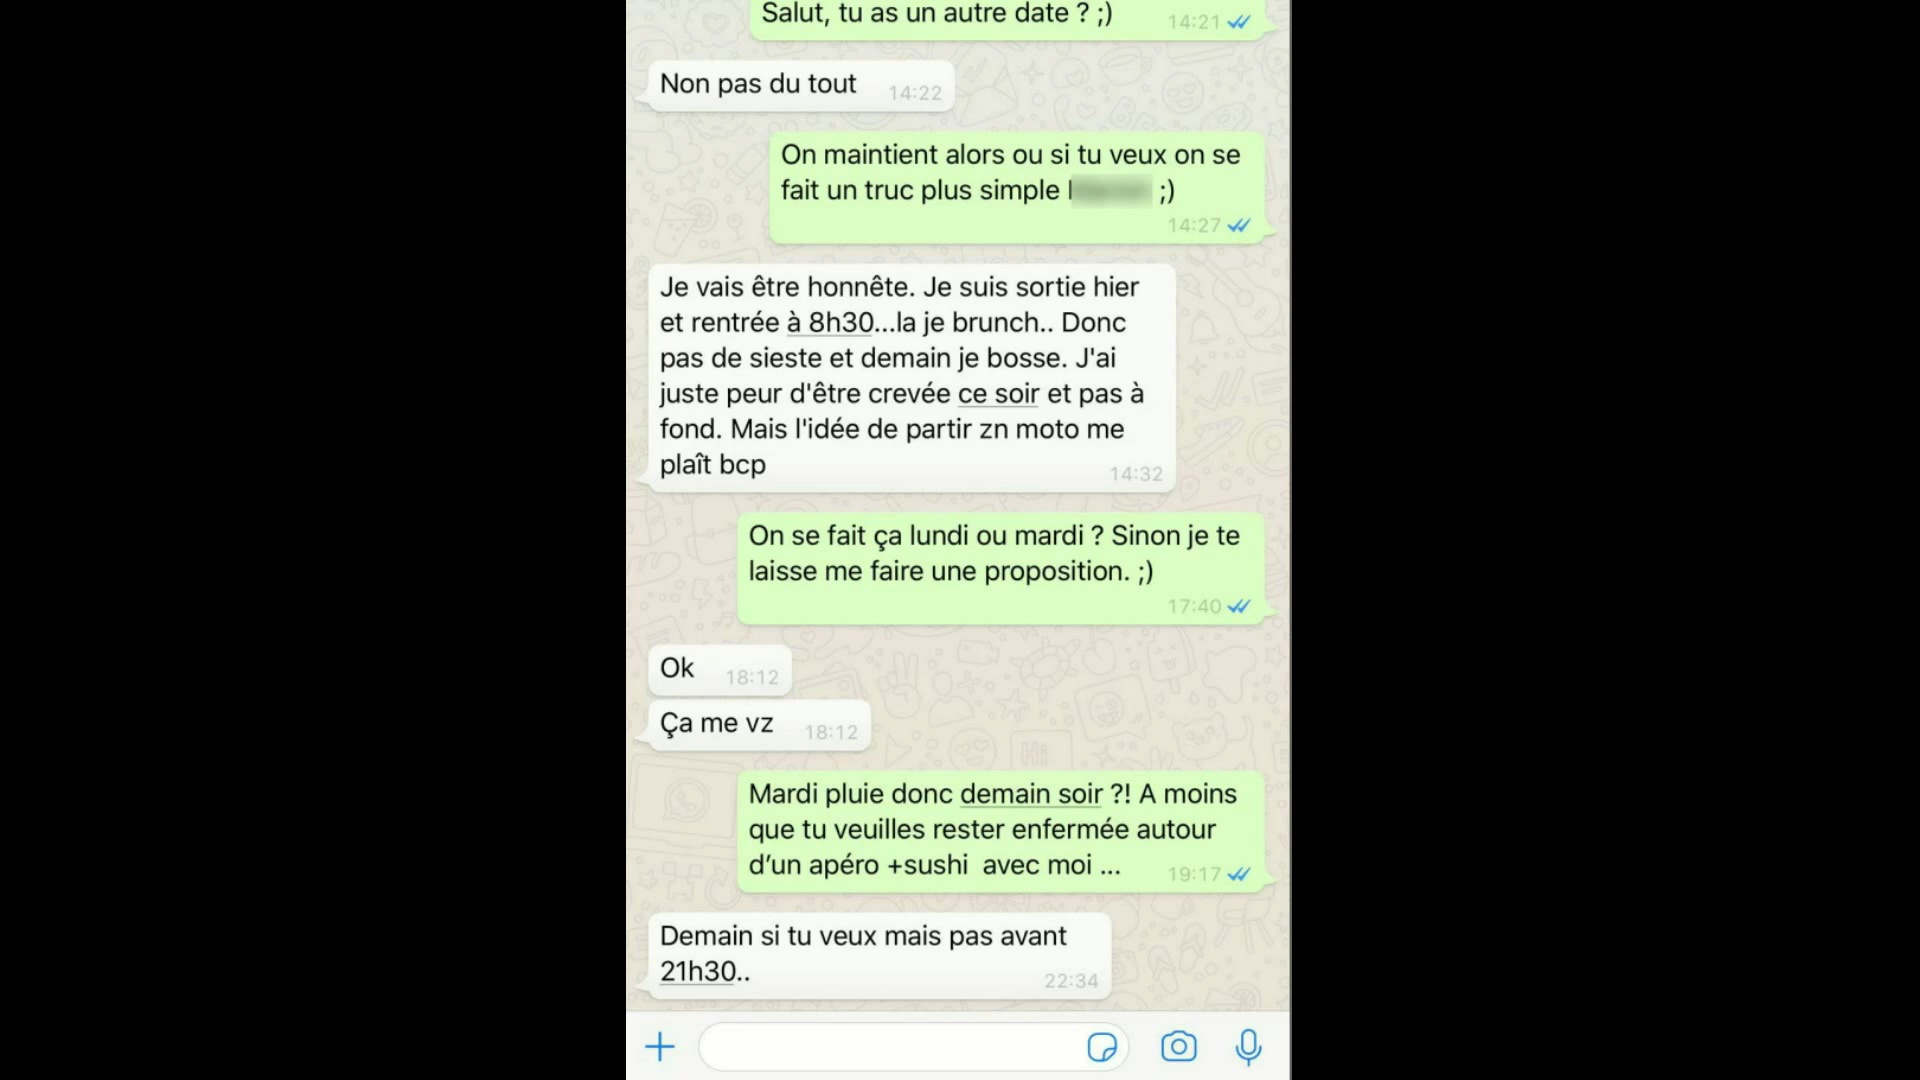 Salut, tu as un autre date ? ;)
14:21
Non pas du tout
14:22
On maintient alors ou si tu veux on se
fait un truc plus simple ;)
14:27
Je vais être honnête. Je suis sortie hier
et rentrée à 8h30...la je brunch.. Donc
pas de sieste et demain je bosse. J'ai
juste peur d'être crevée ce soir et pas à
fond. Mais l'idée de partir zn moto me
plaît bcp
14:32
On se fait ça lundi ou mardi ? Sinon je te
laisse me faire une proposition. ;)
17:40
Ok
18:12
Ça me vz
18:12
Mardi pluie donc demain soir ?! A moins
que tu veuilles rester enfermée autour
d’un apéro +sushi  avec moi ...
19:17
Demain si tu veux mais pas avant
21h30..
22:34